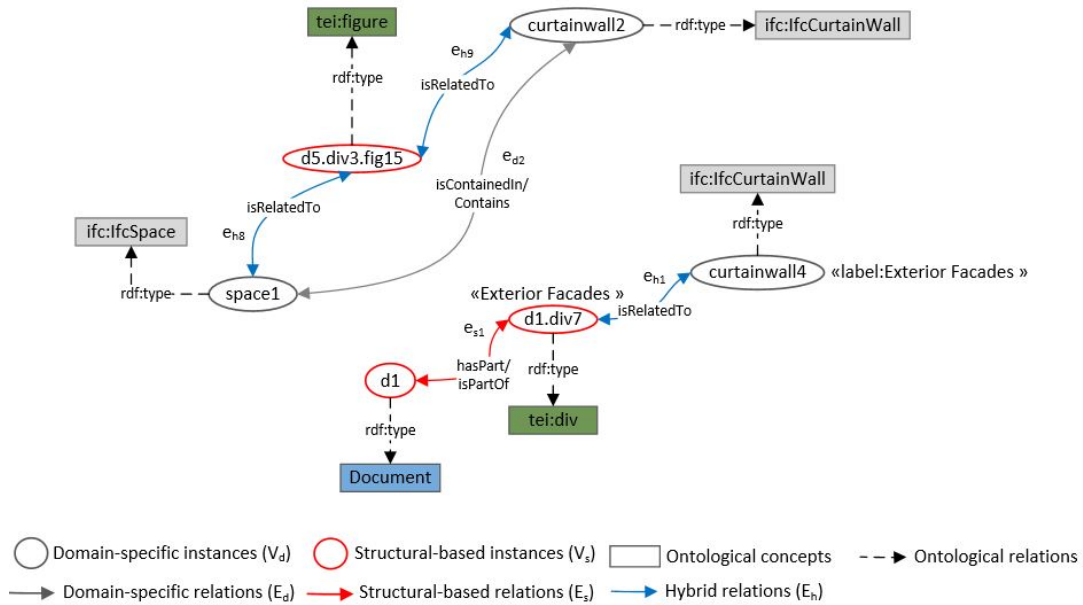 tei:figure
curtainwall2
rdf:type
ifc:IfcCurtainWall
eh9
rdf:type
isRelatedTo
d5.div3.fig15
ed2
isContainedIn/
Contains
ifc:IfcCurtainWall
isRelatedTo
ifc:IfcSpace
eh8
rdf:type
rdf:type
space1
eh1
curtainwall4
«label:Exterior Facades »
«Exterior Facades »
isRelatedTo
es1
d1.div7
hasPart/
isPartOf
rdf:type
d1
tei:div
rdf:type
Document
Domain-specific instances (Vd)
Structural-based instances (Vs)
Ontological concepts
Ontological relations
Domain-specific relations (Ed)
Structural-based relations (Es)
Hybrid relations (Eh)